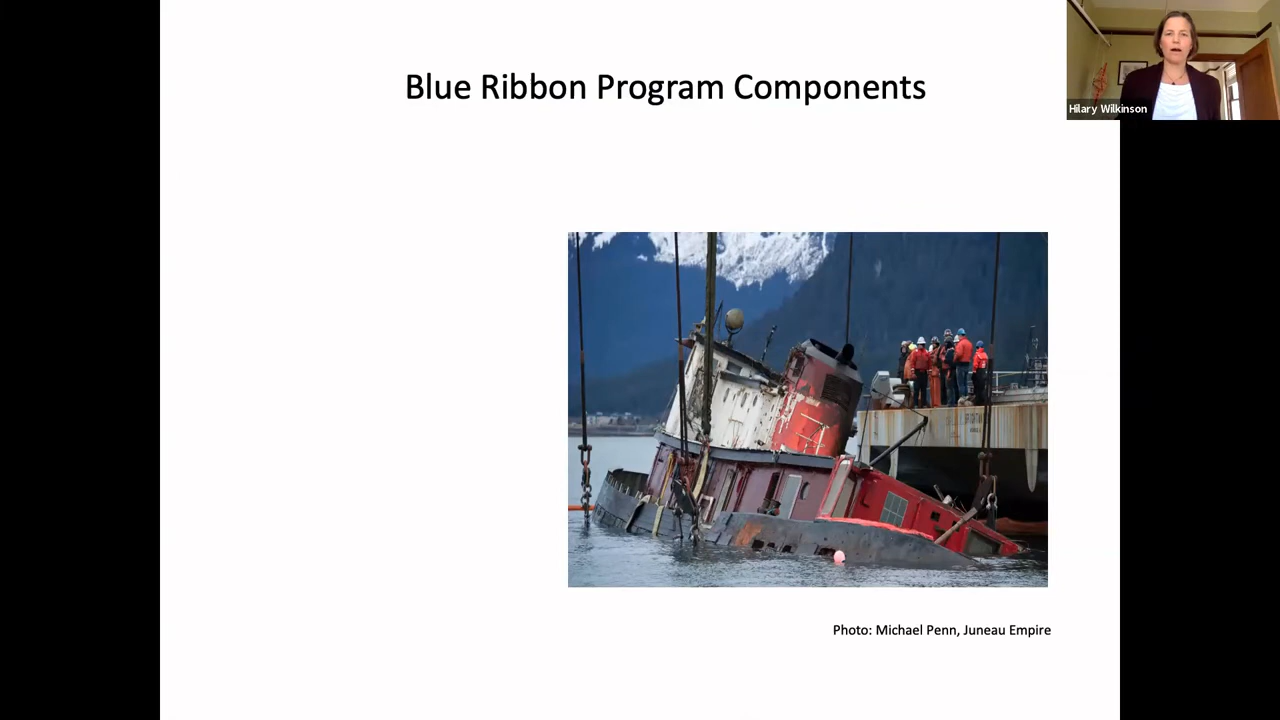 Blue Ribbon Program Components
Hilary Wilkinson
Photo: Michael Penn, Juneau Empire